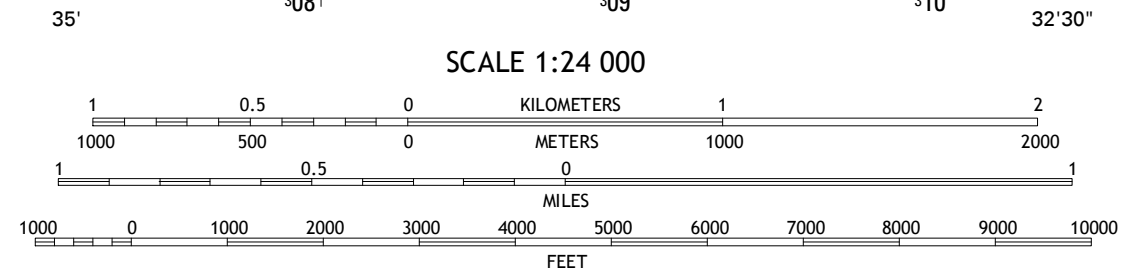 ³08 ³09 ³10
35' 32'30"
SCALE 1:24 000
1 0.5 0 KILOMETERS 1 2
1000 500 0 METERS 1000 2000
1 0.5 0 1
MILES
1000 0 1000 2000 3000 4000 5000 6000 7000 8000 9000 10000
FEET